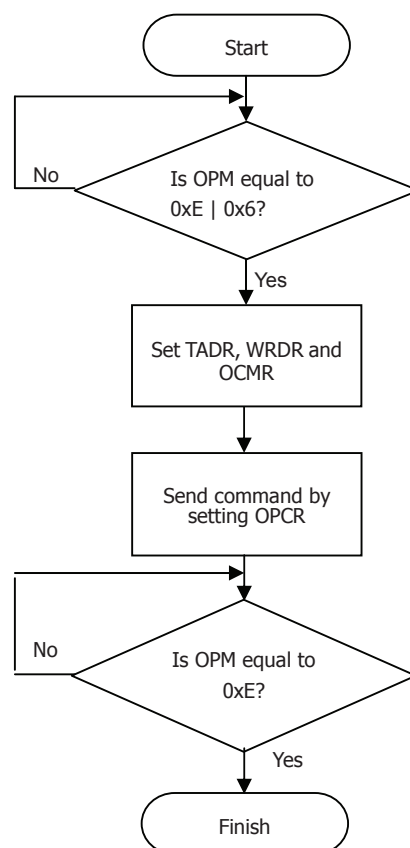 Start
No
Is OPM equal to
0xE | 0x6?
Yes
Set TADR, WRDR and
OCMR
Send command by
setting OPCR
No
Is OPM equal to
0xE?
Yes
Finish